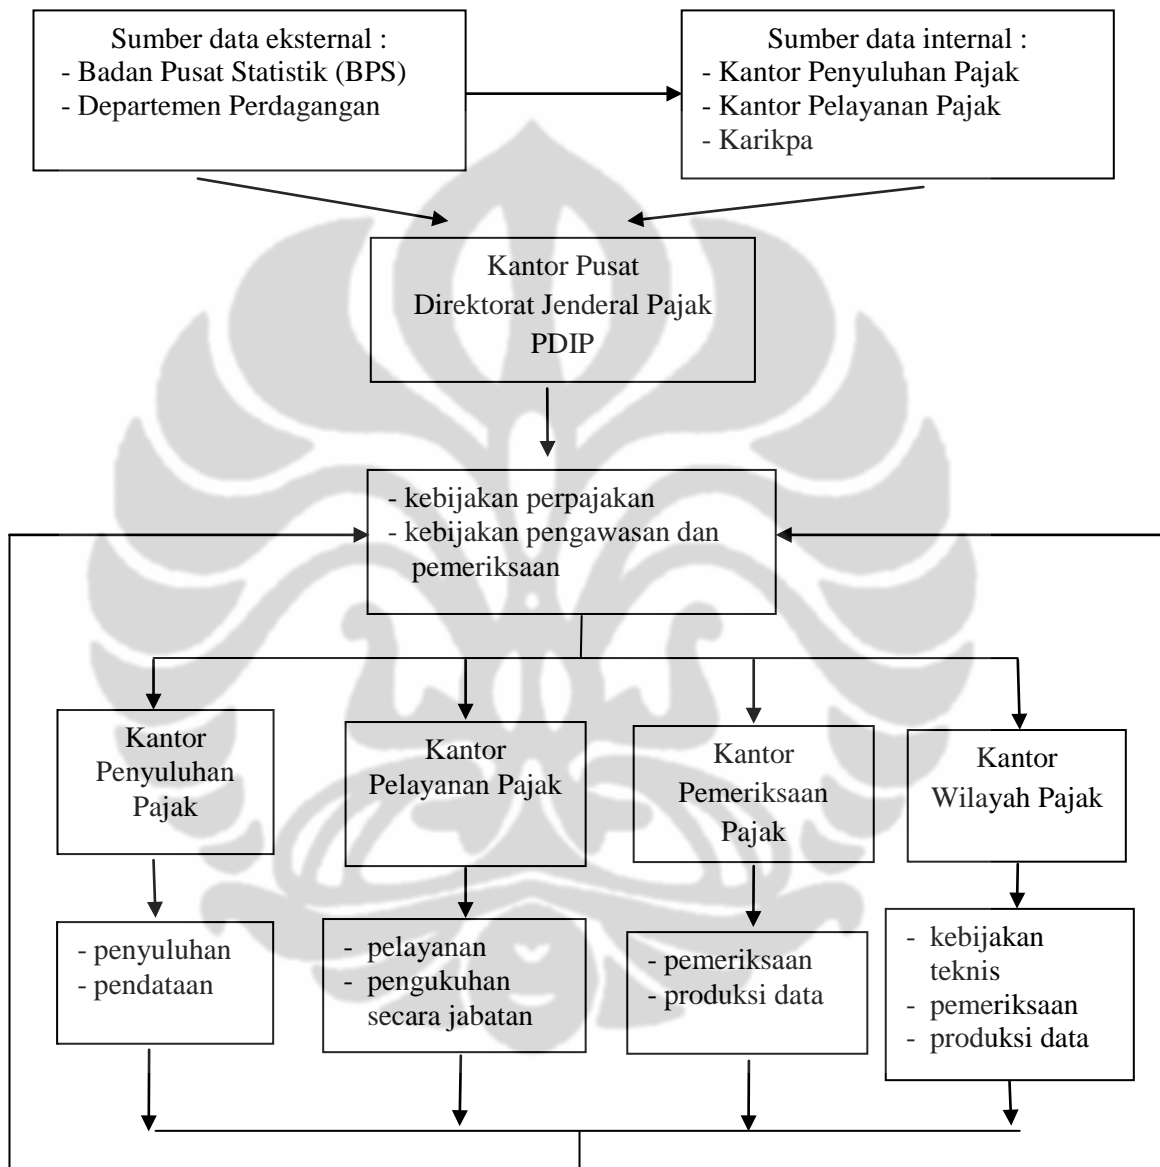 Sumber data eksternal :
- Badan Pusat Statistik (BPS)
- Departemen Perdagangan
Sumber data internal :
- Kantor Penyuluhan Pajak
- Kantor Pelayanan Pajak
- Karikpa
Kantor Pusat
Direktorat Jenderal Pajak
PDIP
- kebijakan perpajakan
- kebijakan pengawasan dan
pemeriksaan
Kantor
Penyuluhan
Pajak
Kantor
Pelayanan Pajak
Kantor
Pemeriksaan
Pajak
Kantor
Wilayah Pajak
- penyuluhan
- pendataan
- pelayanan
- pengukuhan
secara jabatan
- pemeriksaan
- produksi data
- kebijakan
teknis
- pemeriksaan
- produksi data